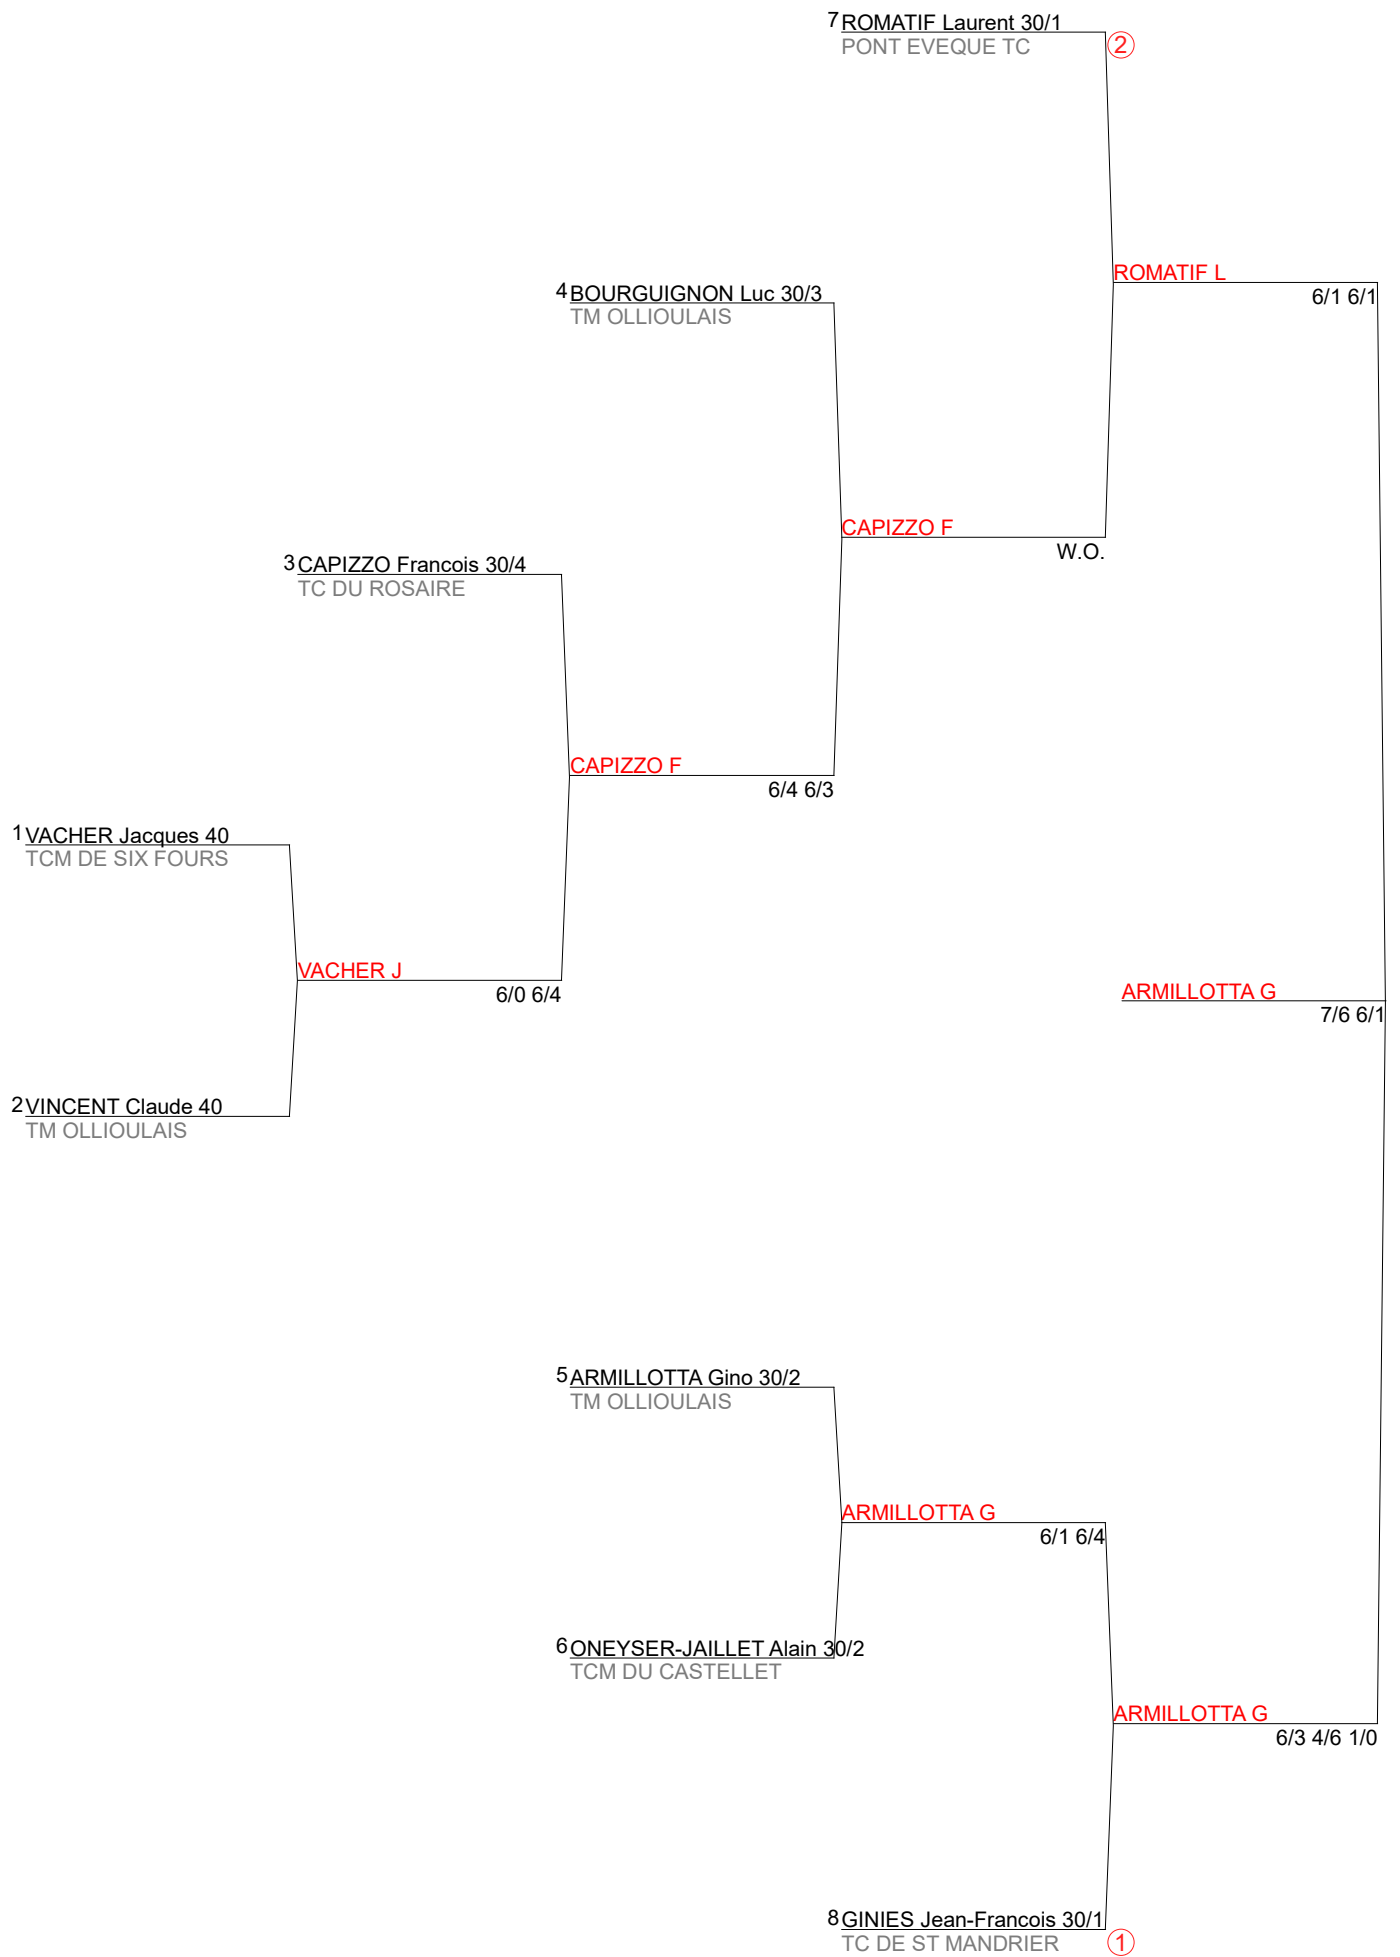 7 ROMATIF Laurent 30/1
PONT EVEQUE TC
2
ROMATIF L
6/1 6/1
4 BOURGUIGNON Luc 30/3
TM OLLIOULAIS
CAPIZZO F
W.O.
3 CAPIZZO Francois 30/4
TC DU ROSAIRE
CAPIZZO F
6/4 6/3
1 VACHER Jacques 40
TCM DE SIX FOURS
VACHER J
6/0 6/4
ARMILLOTTA G
7/6 6/1
2 VINCENT Claude 40
TM OLLIOULAIS
5 ARMILLOTTA Gino 30/2
TM OLLIOULAIS
ARMILLOTTA G
6/1 6/4
6 ONEYSER-JAILLET Alain 30/2
TCM DU CASTELLET
ARMILLOTTA G
6/3 4/6 1/0
8 GINIES Jean-Francois 30/1
TC DE ST MANDRIER
1